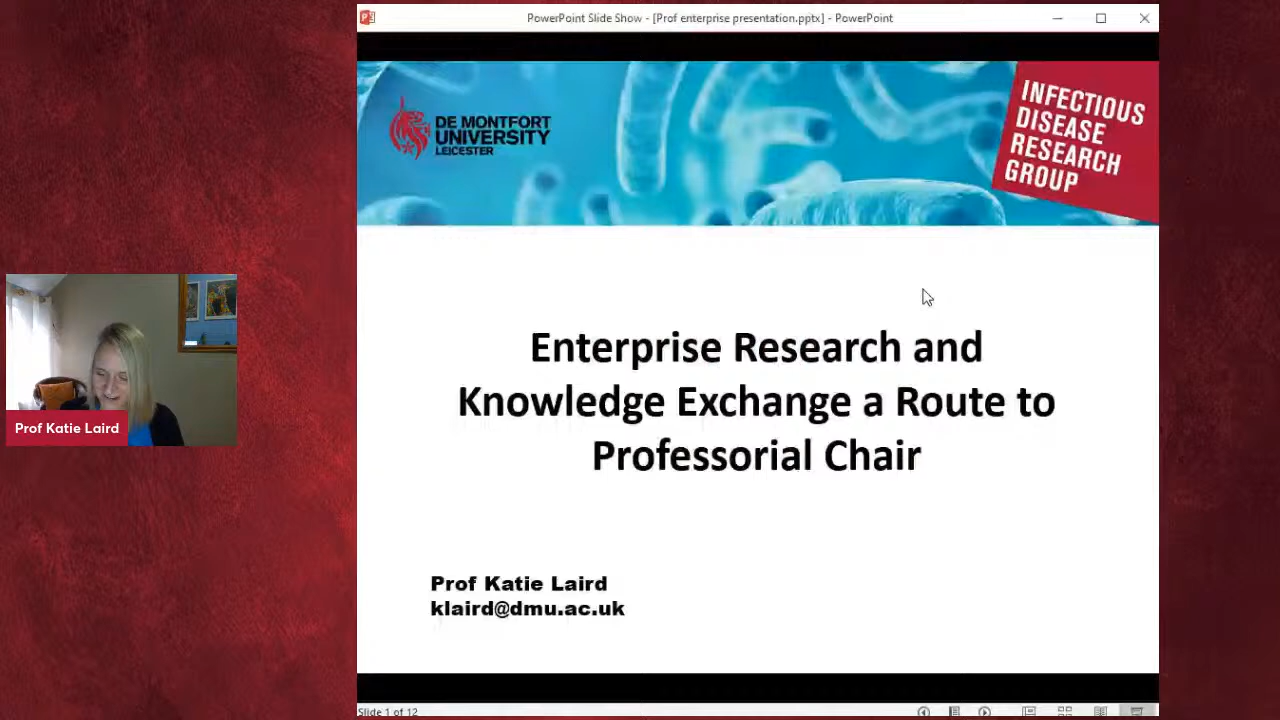 PowerPoint Slide Show - [Prof enterprise presentation.pptx] - PowerPoint
DE MONTFORT
UNIVERSITY
LEICESTER
INFECTIOUS
DISEASE
RESEARCH
GROUP
Enterprise Research and
Knowledge Exchange a Route to
Professorial Chair
Prof Katie Laird
Prof Katie Laird
klaird@dmu.ac.uk
Slide 1 of 12